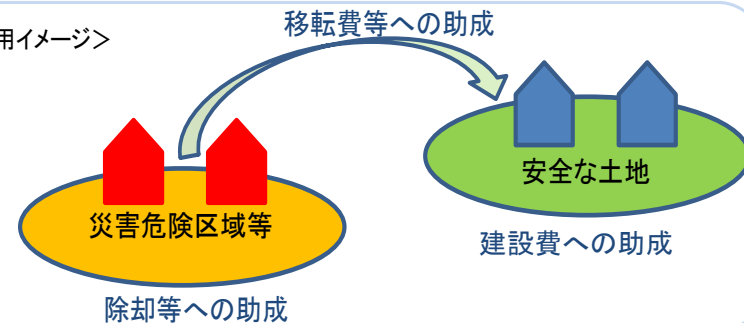 用イメージ＞
移転費等への助成
安全な土地
災害危険区域等
建設費への助成
除却等への助成